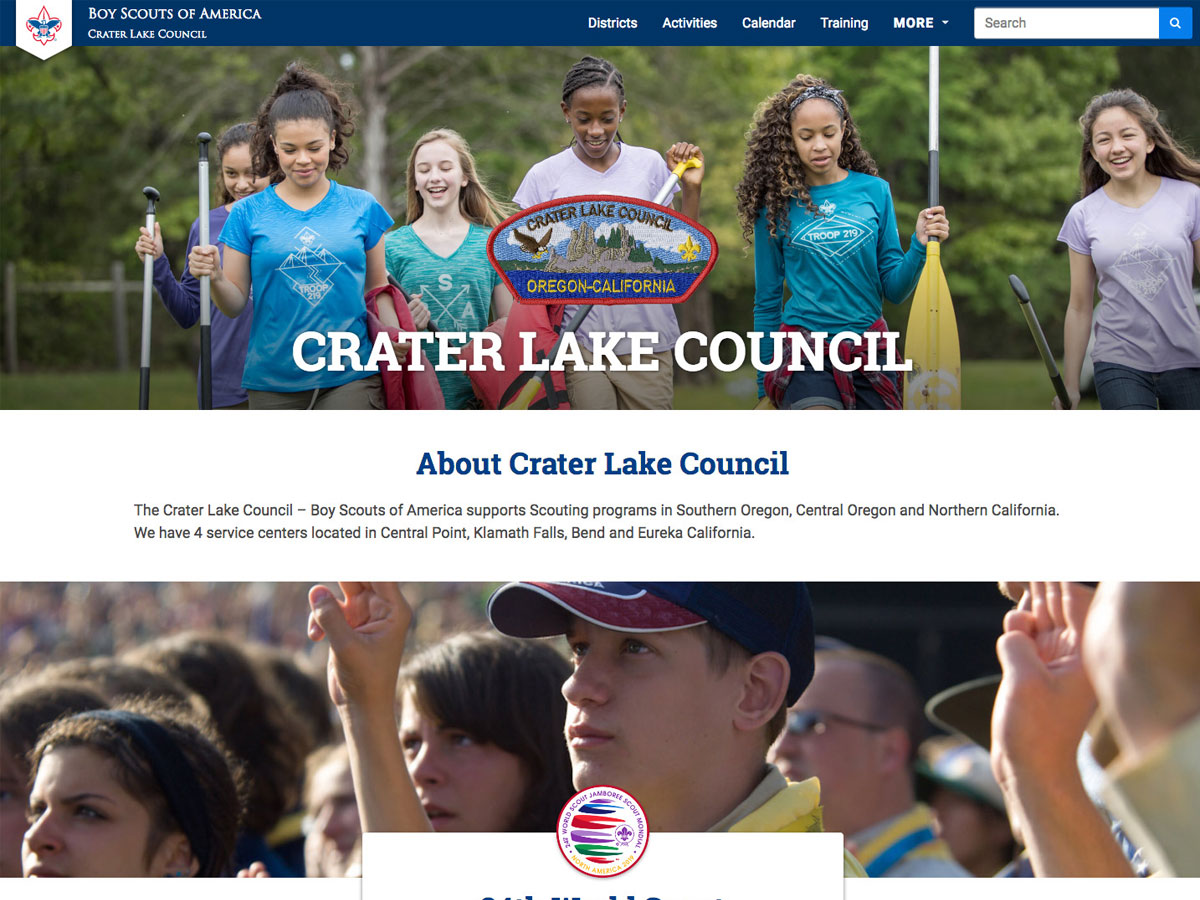 BOY SCOUTS OF AMERICA
CRATER LAKE COUNCIL
Districts Activities Calendar Training MORE Search
CRATER LAKE COUNCIL
OREGON-CALIFORNIA
TROOP 219
TROOP
219
S
A
CRATER LAKE COUNCIL
About Crater Lake Council
The Crater Lake Council – Boy Scouts of America supports Scouting programs in Southern Oregon, Central Oregon and Northern California.
We have 4 service centers located in Central Point, Klamath Falls, Bend and Eureka California.
24E WORLD SCOUT JAMBOREE SCOUT MONDIAL
NORTH AMERICA 2019
24th World Scout